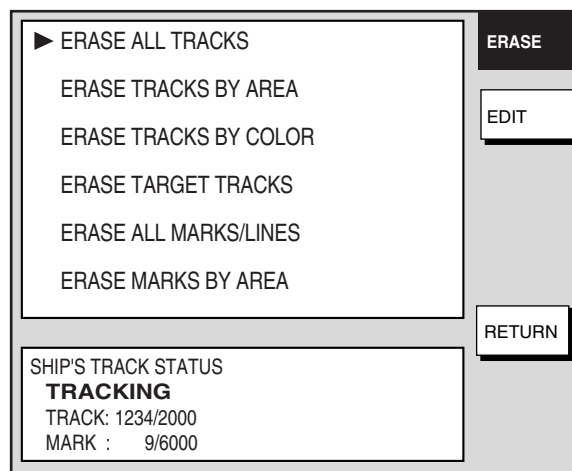 ▶ ERASE ALL TRACKS
ERASE TRACKS BY AREA
ERASE TRACKS BY COLOR
ERASE TARGET TRACKS
ERASE ALL MARKS/LINES
ERASE MARKS BY AREA
ERASE
EDIT
RETURN
SHIP'S TRACK STATUS
TRACKING
TRACK: 1234/2000
MARK : 9/6000